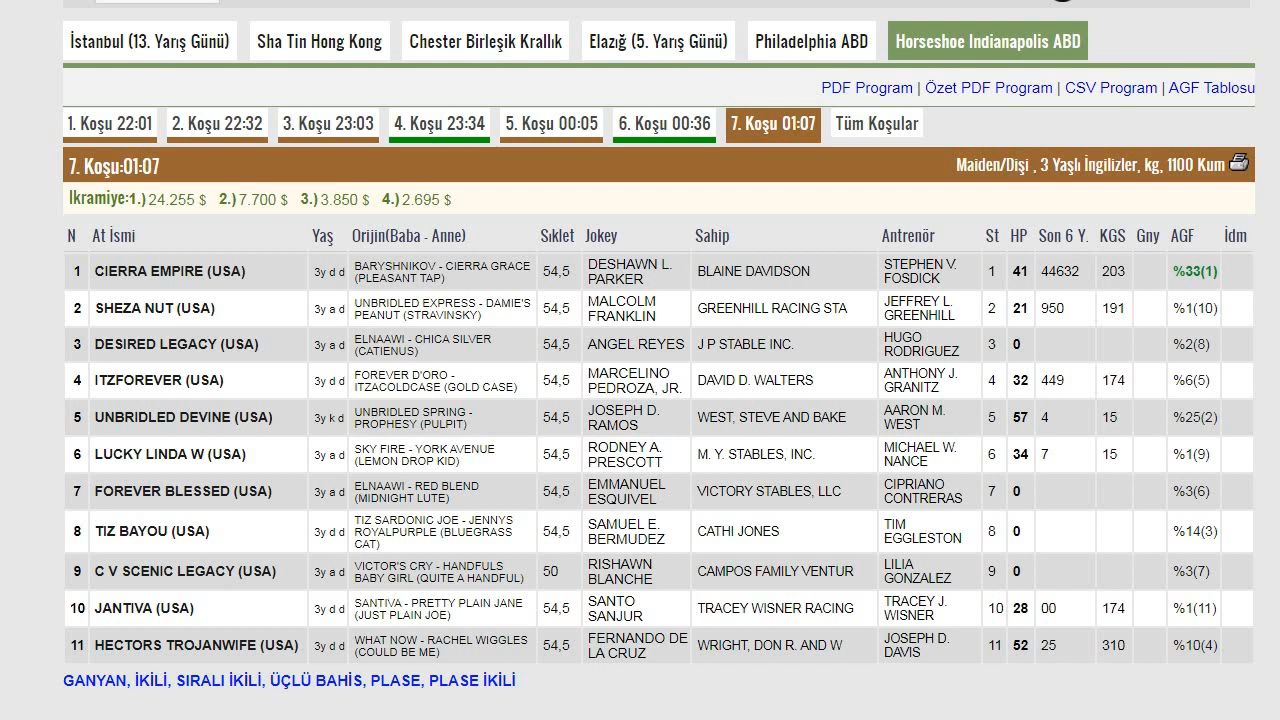 İstanbul (13. Yarış Günü) Sha Tin Hong Kong Chester Birleşik Krallık Elazığ (5. Yarış Günü) Philadelphia ABD Horseshoe Indianapolis ABD
PDF Program | Özet PDF Program | CSV Program | AGF Tablosu
1. Koşu 22:01 2. Koşu 22:32 3. Koşu 23:03 4. Koşu 23:34 5. Koşu 00:05 6. Koşu 00:36 7. Koşu 01:07 Tüm Koşular
7. Koşu:01:07 Maiden/Dişi , 3 Yaşlı İngilizler, kg, 1100 Kum
Ikramiye:1.) 24.255 $ 2.) 7.700 $ 3.) 3.850 $ 4.) 2.695 $
N At İsmi Yaş Orijin(Baba - Anne) Sıklet Jokey Sahip Antrenör St HP Son 6 Y. KGS Gny AGF İdm
1 CIERRA EMPIRE (USA) 3y d d BARYSHNIKOV - CIERRA GRACE (PLEASANT TAP) 54,5 DESHAWN L. PARKER BLAINE DAVIDSON STEPHEN V. FOSDICK 1 41 44632 203 %33(1)
2 SHEZA NUT (USA) 3y a d UNBRIDLED EXPRESS - DAMIE'S PEANUT (STRAVINSKY) 54,5 MALCOLM FRANKLIN GREENHILL RACING STA JEFFREY L. GREENHILL 2 21 950 191 %1(10)
3 DESIRED LEGACY (USA) 3y a d ELNAAWI - CHICA SILVER (CATIENUS) 54,5 ANGEL REYES J P STABLE INC. HUGO RODRIGUEZ 3 0 %2(8)
4 ITZFOREVER (USA) 3y d d FOREVER D'ORO - ITZACOLDCASE (GOLD CASE) 54,5 MARCELINO PEDROZA, JR. DAVID D. WALTERS ANTHONY J. GRANITZ 4 32 449 174 %6(5)
5 UNBRIDLED DEVINE (USA) 3y k d UNBRIDLED SPRING - PROPHESY (PULPIT) 54,5 JOSEPH D. RAMOS WEST, STEVE AND BAKE AARON M. WEST 5 57 4 15 %25(2)
6 LUCKY LINDA W (USA) 3y a d SKY FIRE - YORK AVENUE (LEMON DROP KID) 54,5 RODNEY A. PRESCOTT M. Y. STABLES, INC. MICHAEL W. NANCE 6 34 7 15 %1(9)
7 FOREVER BLESSED (USA) 3y a d ELNAAWI - RED BLEND (MIDNIGHT LUTE) 54,5 EMMANUEL ESQUIVEL VICTORY STABLES, LLC CIPRIANO CONTRERAS 7 0 %3(6)
8 TIZ BAYOU (USA) 3y d d TIZ SARDONIC JOE - JENNYS ROYALPURPLE (BLUEGRASS CAT) 54,5 SAMUEL E. BERMUDEZ CATHI JONES TIM EGGLESTON 8 0 %14(3)
9 C V SCENIC LEGACY (USA) 3y a d VICTOR'S CRY - HANDFULS BABY GIRL (QUITE A HANDFUL) 50 RISHAWN BLANCHE CAMPOS FAMILY VENTUR LILIA GONZALEZ 9 0 %3(7)
10 JANTIVA (USA) 3y d d SANTIVA - PRETTY PLAIN JANE (JUST PLAIN JOE) 54,5 SANTO SANJUR TRACEY WISNER RACING TRACEY J. WISNER 10 28 00 174 %1(11)
11 HECTORS TROJANWIFE (USA) 3y d d WHAT NOW - RACHEL WIGGLES (COULD BE ME) 54,5 FERNANDO DE LA CRUZ WRIGHT, DON R. AND W JOSEPH D. DAVIS 11 52 25 310 %10(4)
GANYAN, İKİLİ, SIRALI İKİLİ, ÜÇLÜ BAHİS, PLASE, PLASE İKİLİ